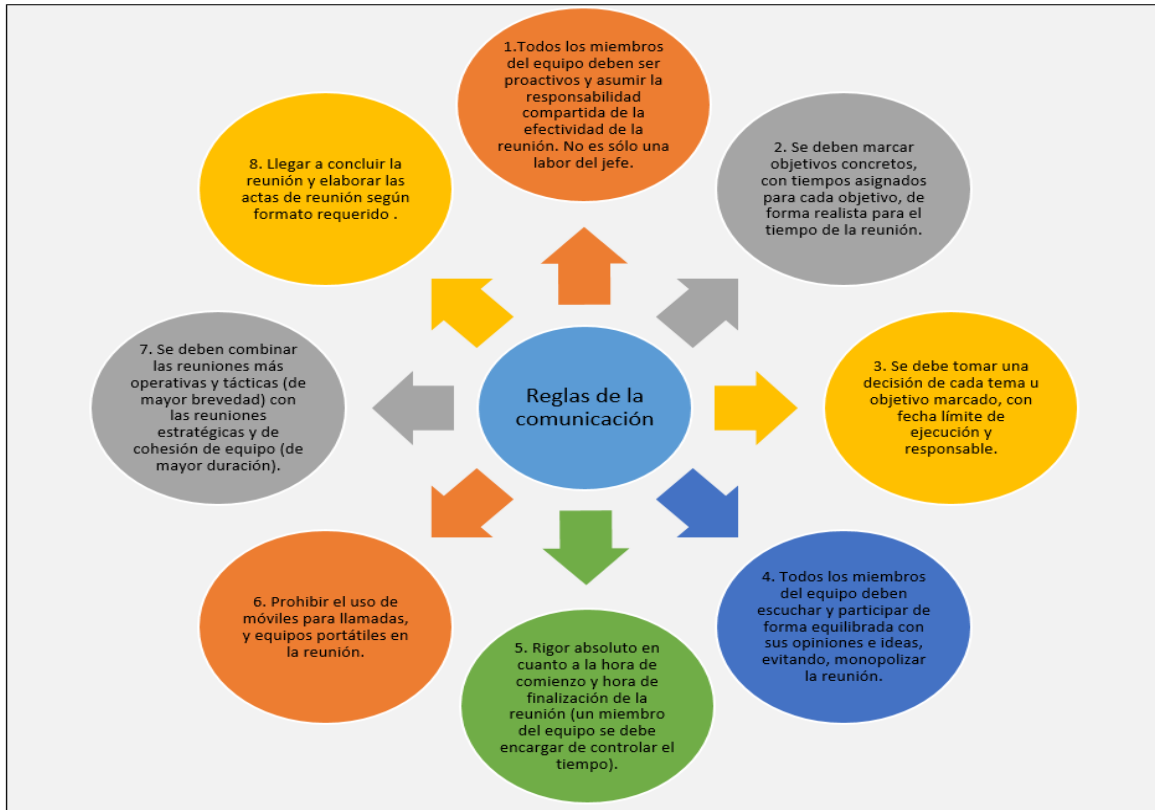 Reglas de la
comunicación
1.Todos los miembros
del equipo deben ser
proactivos y asumir la
responsabilidad
compartida de la
efectividad de la
reunión. No es sólo una
labor del jefe.
2. Se deben marcar
objetivos concretos,
con tiempos asignados
para cada objetivo, de
forma realista para el
tiempo de la reunión.
3. Se debe tomar una
decisión de cada tema u
objetivo marcado, con
fecha límite de
ejecución y
responsable.
4. Todos los miembros
del equipo deben
escuchar y participar de
forma equilibrada con
sus opiniones e ideas,
evitando, monopolizar
la reunión.
5. Rigor absoluto en
cuanto a la hora de
comienzo y hora de
finalización de la
reunión (un miembro
del equipo se debe
encargar de controlar el
tiempo).
6. Prohibir el uso de
móviles para llamadas,
y equipos portátiles en
la reunión.
7. Se deben combinar
las reuniones más
operativas y tácticas (de
mayor brevedad) con
las reuniones
estratégicas y de
cohesión de equipo (de
mayor duración).
8. Llegar a concluir la
reunión y elaborar las
actas de reunión según
formato requerido .